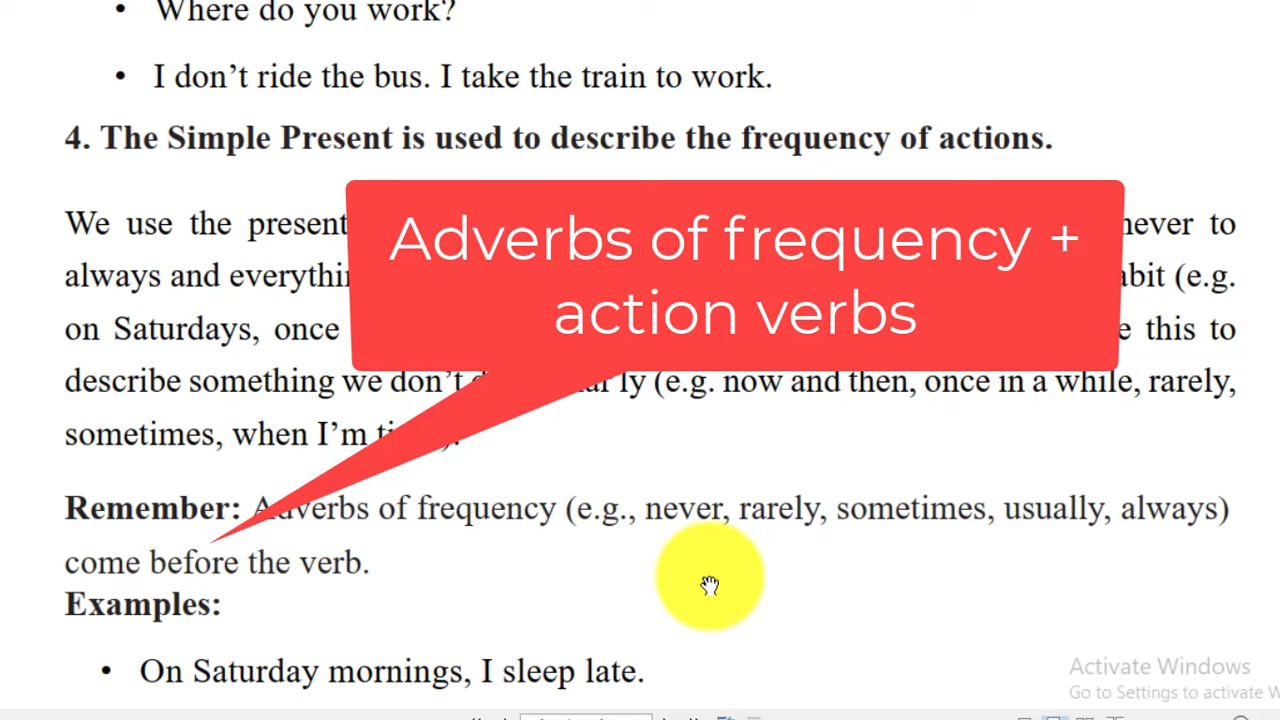 • Where do you work?
• I don’t ride the bus. I take the train to work.
4. The Simple Present is used to describe the frequency of actions.
We use the present never to
Adverbs of frequency +
always and (e.g.
action verbs
on Saturdays, once this to
describe something we don’t (e.g. now and then, once in a while, rarely,
sometimes, when I’m
Remember: Adverbs of frequency (e.g., never, rarely, sometimes, usually, always)
come before the verb.
Examples:
• On Saturday mornings, I sleep late.
Activate Windows
Go to Settings to activate